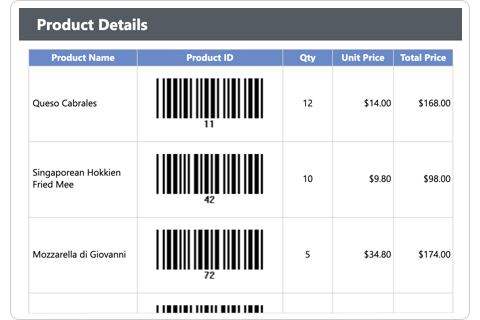 Product Details
Product Name Product ID Qty Unit Price Total Price
Queso Cabrales 12 $14.00 $168.00
11
Singaporean Hokkien
Fried Mee 10 $9.80 $98.00
42
Mozzarella di Giovanni 5 $34.80 $174.00
72